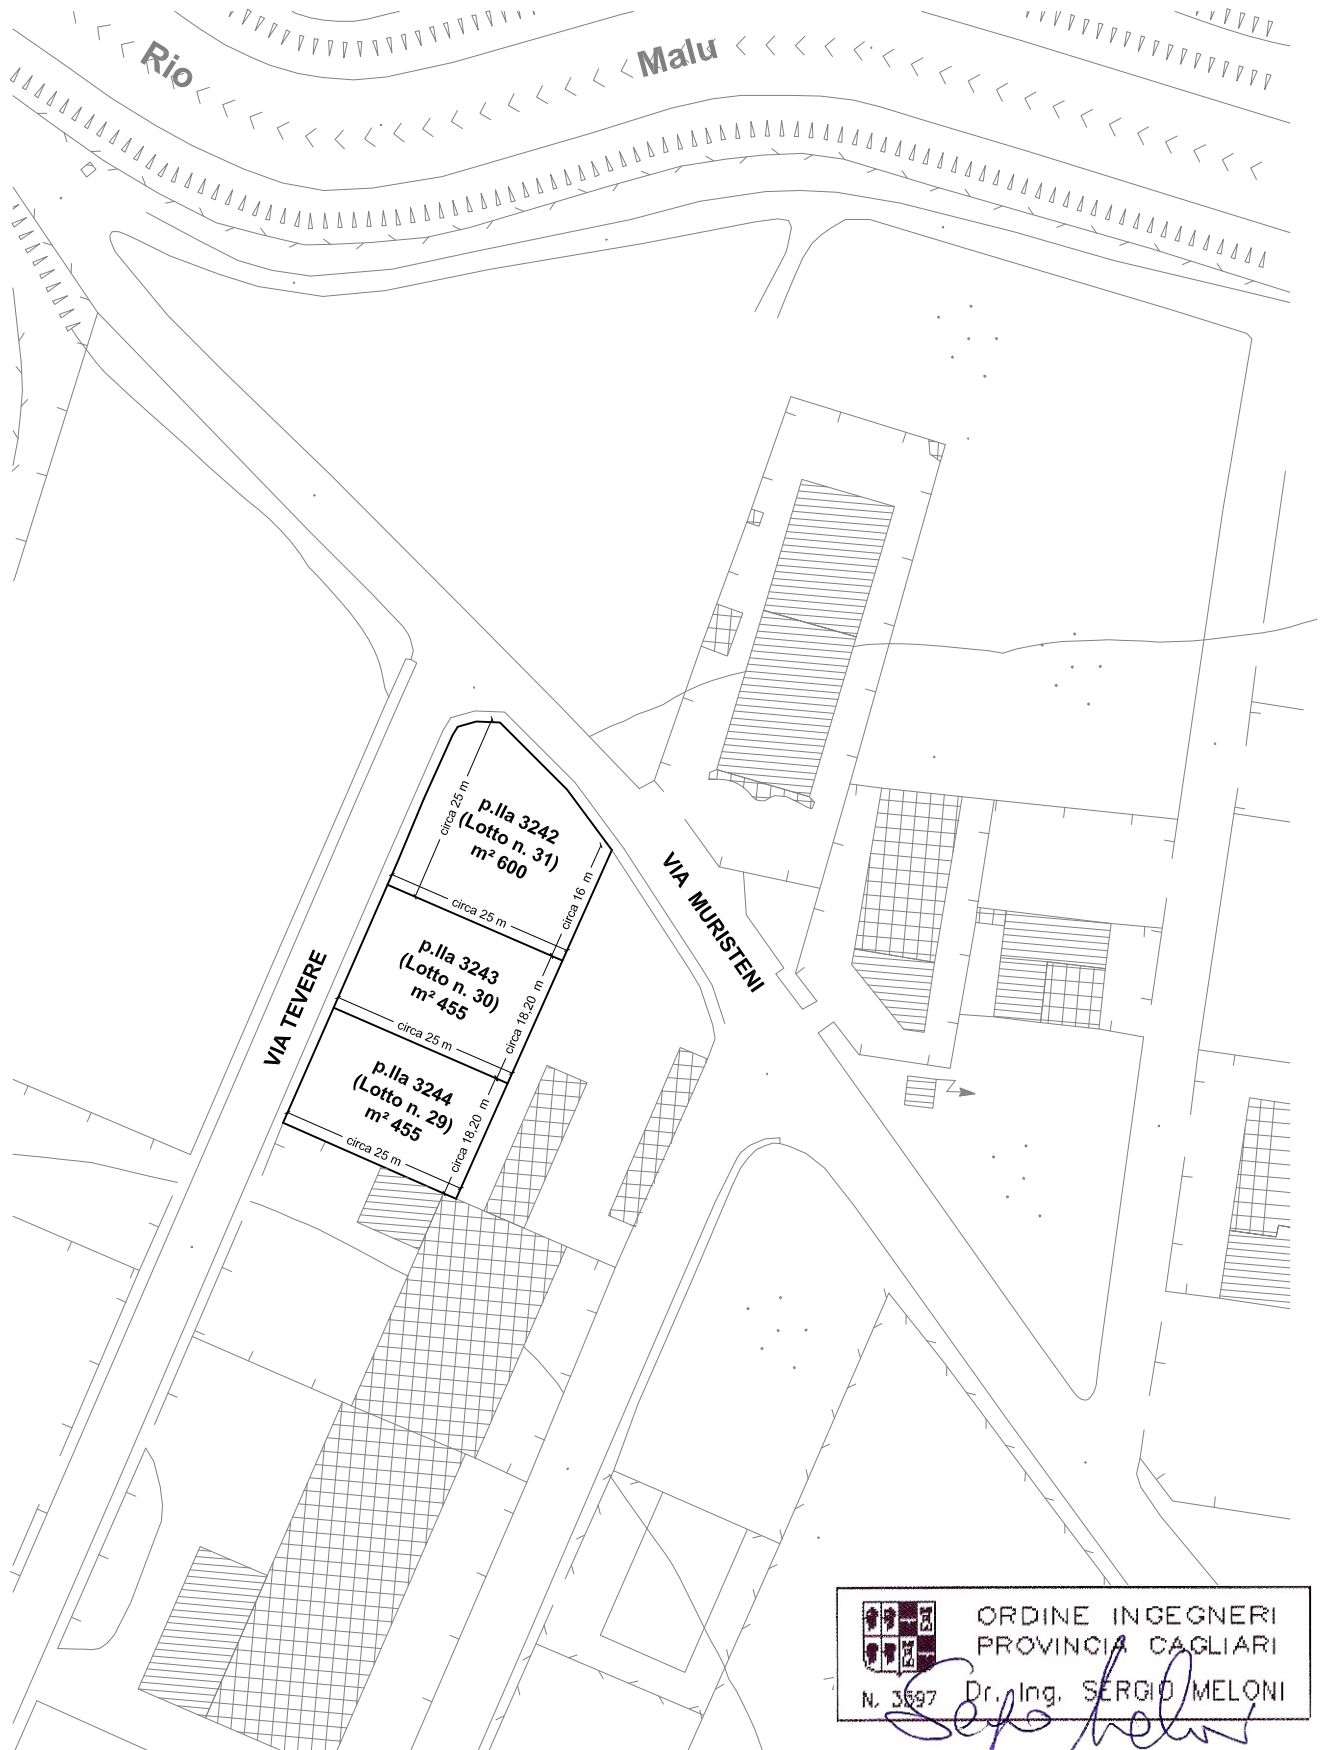 Rio
Malu
circa 25 m
p.lla 3242
(Lotto n. 31)
m² 600
circa 16 m
circa 25 m
p.lla 3243
(Lotto n. 30)
m² 455
circa 18,20 m
circa 25 m
p.lla 3244
(Lotto n. 29)
m² 455
circa 18,20 m
circa 25 m
VIA TEVERE
VIA MURISTENI
ORDINE INGEGNERI
PROVINCIA CAGLIARI
N. 3597 Dr. Ing. SERGIO MELONI